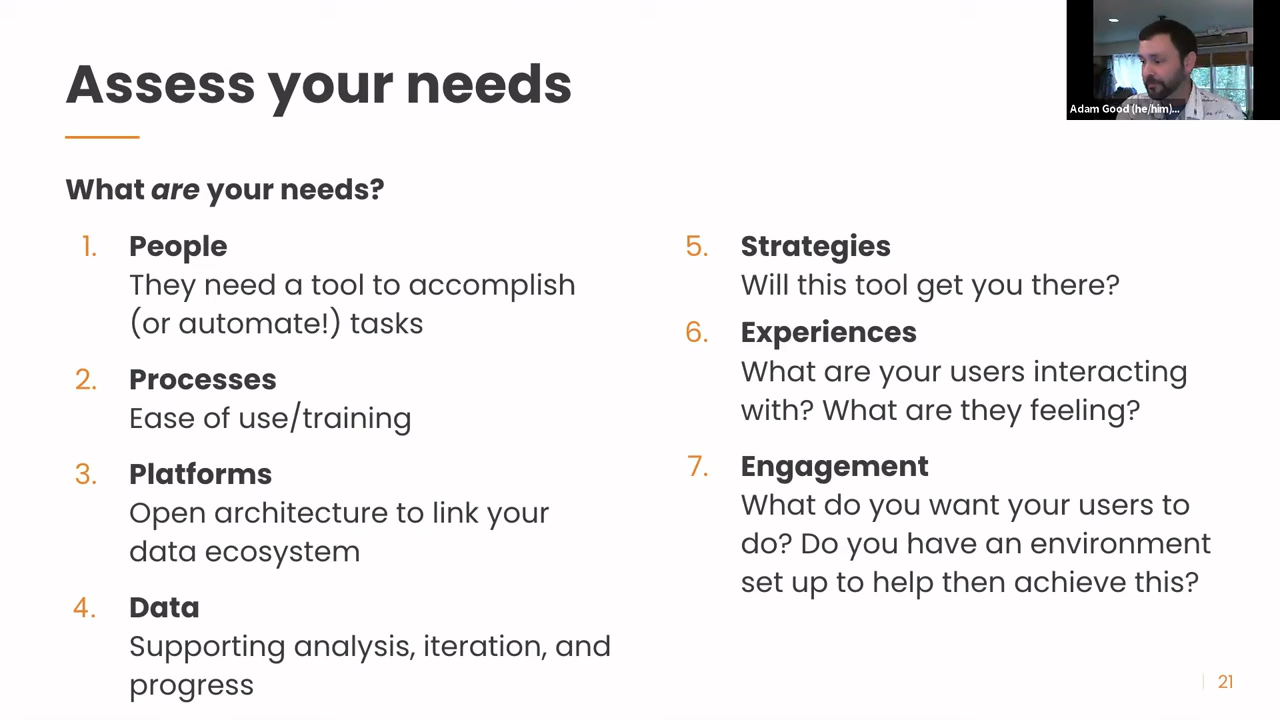 Assess your needs
Adam Good (he/him)...
What are your needs?
1. People
They need a tool to accomplish
(or automate!) tasks
2. Processes
Ease of use/training
3. Platforms
Open architecture to link your
data ecosystem
4. Data
Supporting analysis, iteration, and
progress
5. Strategies
Will this tool get you there?
6. Experiences
What are your users interacting
with? What are they feeling?
7. Engagement
What do you want your users to
do? Do you have an environment
set up to help then achieve this?
21